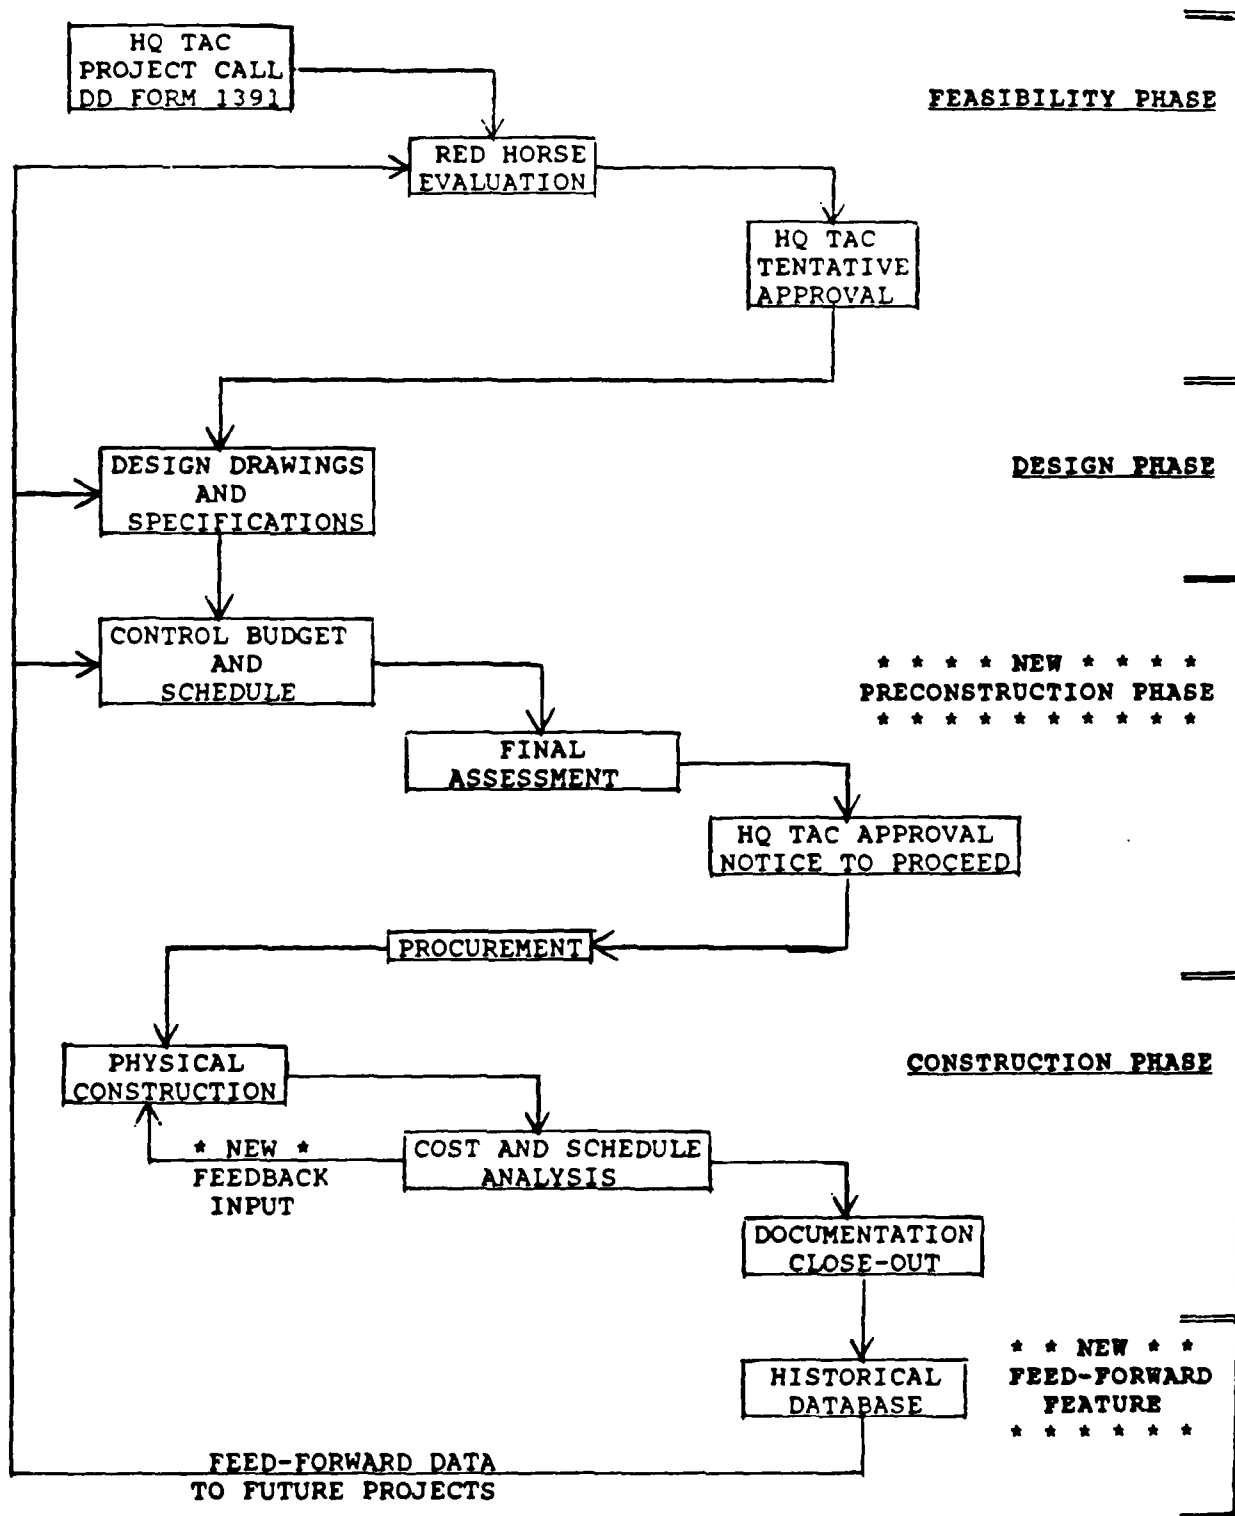 HQ TAC
PROJECT CALL
DD FORM 1391
FEASIBILITY PHASE
RED HORSE
EVALUATION
HQ TAC
TENTATIVE
APPROVAL
DESIGN DRAWINGS
AND
SPECIFICATIONS
DESIGN PHASE
CONTROL BUDGET
AND
SCHEDULE
* * * * NEW * * * *
PRECONSTRUCTION PHASE
* * * * * * * * * *
FINAL
ASSESSMENT
HQ TAC APPROVAL
NOTICE TO PROCEED
PROCUREMENT
PHYSICAL
CONSTRUCTION
CONSTRUCTION PHASE
* NEW *
FEEDBACK
INPUT
COST AND SCHEDULE
ANALYSIS
DOCUMENTATION
CLOSE-OUT
HISTORICAL
DATABASE
* * NEW * *
FEED-FORWARD
FEATURE
* * * * * *
FEED-FORWARD DATA
TO FUTURE PROJECTS